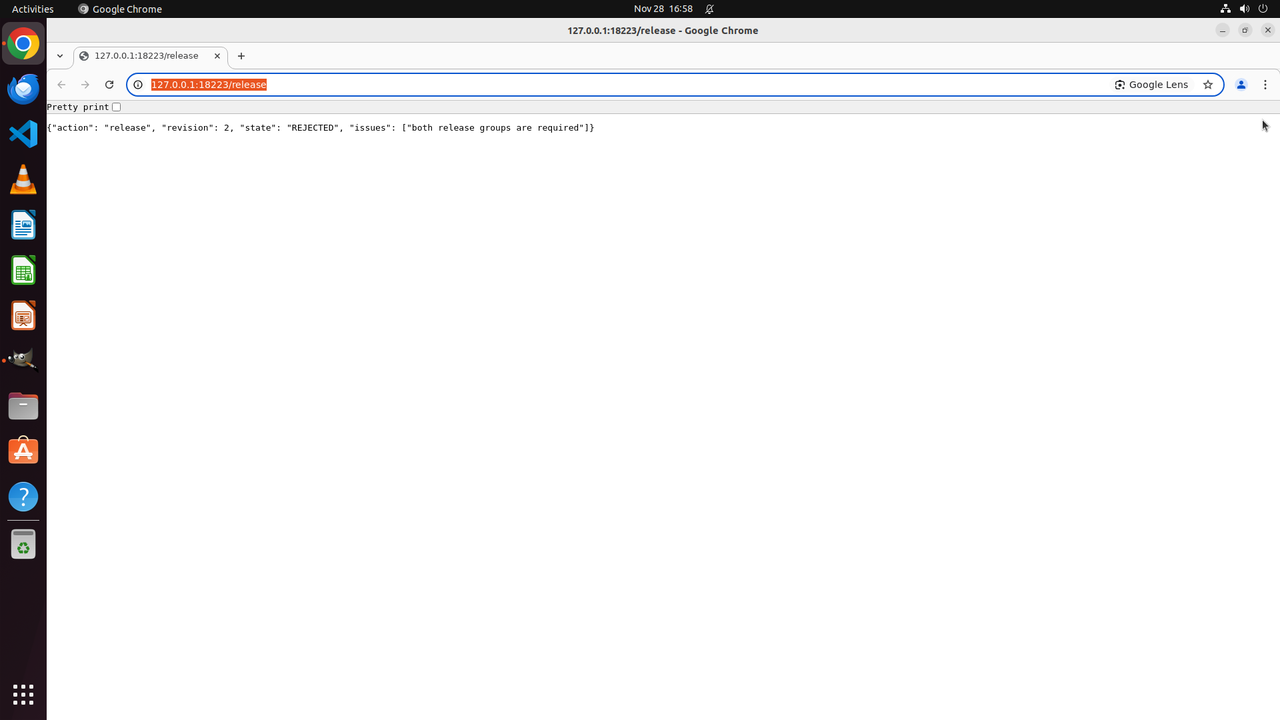 Activities
Google Chrome
Nov 28 16:58
127.0.0.1:18223/release - Google Chrome
127.0.0.1:18223/release
127.0.0.1:18223/release
Google Lens
Pretty print
{"action": "release", "revision": 2, "state": "REJECTED", "issues": ["both release groups are required"]}